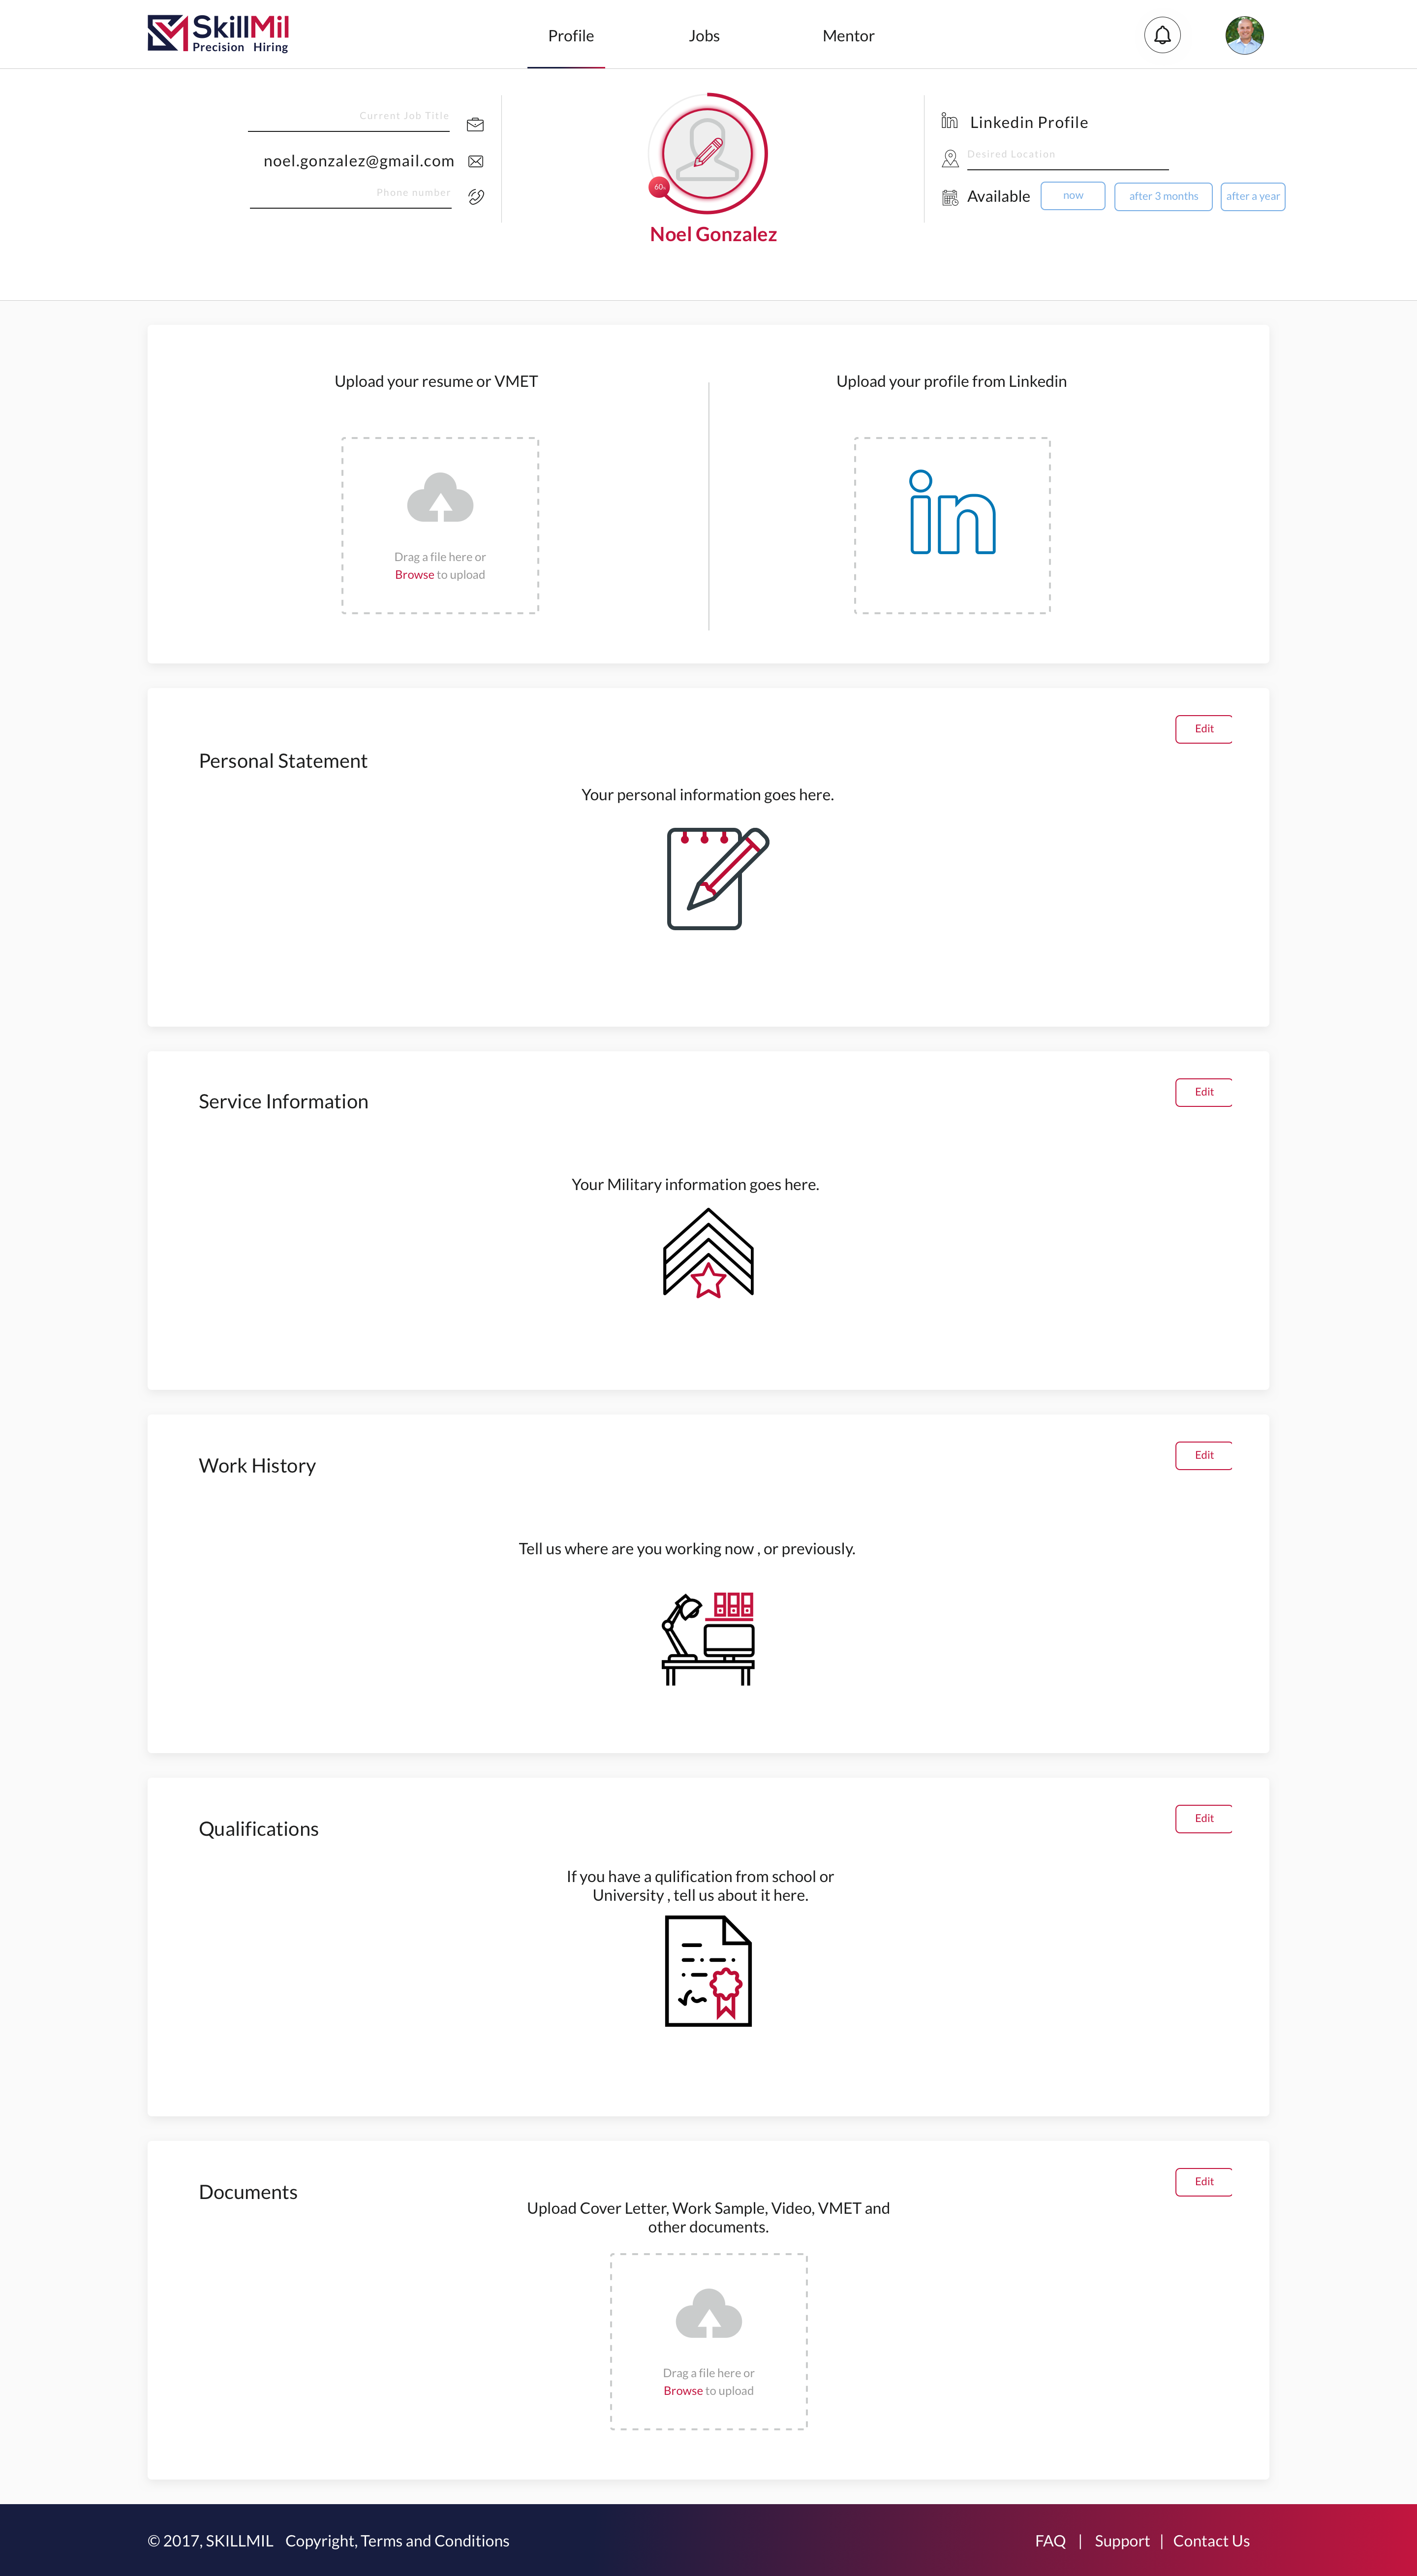 SkillMil
Precision Hiring
Profile
Jobs
Mentor
Current Job Title
noel.gonzalez@gmail.com
Phone number
60%
Noel Gonzalez
in
Linkedin Profile
Desired Location
Available
now
after 3 months
after a year
Upload your resume or VMET
Drag a file here or
Browse to upload
Upload your profile from Linkedin
in
Edit
Personal Statement
Your personal information goes here.
Edit
Service Information
Your Military information goes here.
Edit
Work History
Tell us where are you working now , or previously.
Edit
Qualifications
If you have a qulification from school or
University , tell us about it here.
Edit
Documents
Upload Cover Letter, Work Sample, Video, VMET and
other documents.
Drag a file here or
Browse to upload
© 2017, SKILLMIL Copyright, Terms and Conditions
FAQ | Support | Contact Us